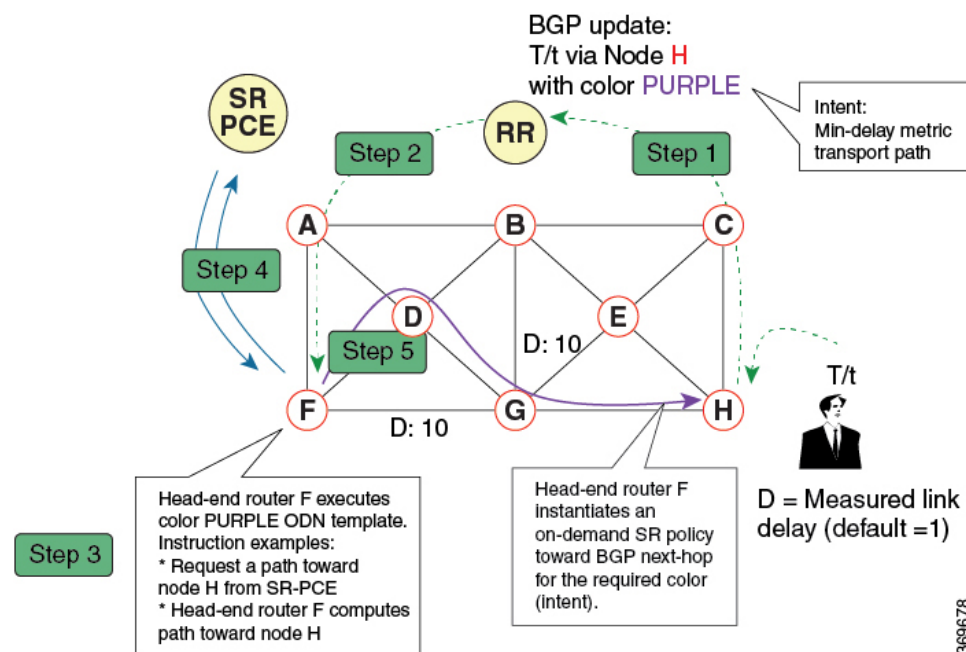 BGP update:
T/t via Node H
with color PURPLE
SR
PCE
RR
Intent:
Min-delay metric
transport path
Step 2
Step 1
A
B
C
Step 4
D
E
Step 5
D: 10
T/t
F
G
H
D: 10
Head-end router F executes
color PURPLE ODN template.
Instruction examples:
* Request a path toward
node H from SR-PCE
* Head-end router F computes
path toward node H
Head-end router F
instantiates an
on-demand SR policy
toward BGP next-hop
for the required color
(intent).
D = Measured link
delay (default =1)
Step 3
369678